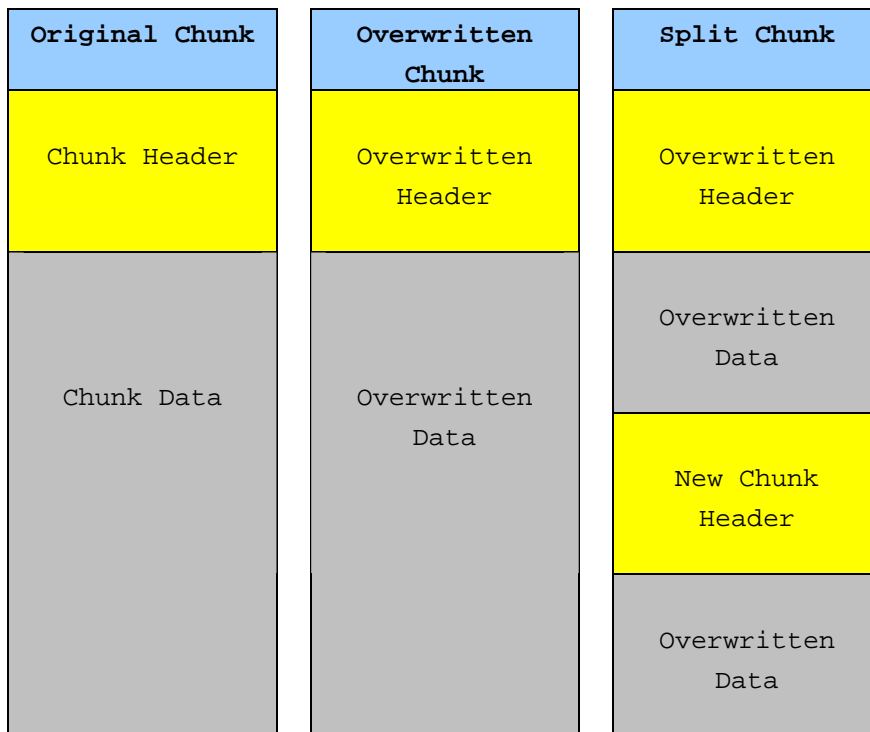 Original Chunk
Chunk Header
Chunk Data
Overwritten
Chunk
Overwritten
Header
Overwritten
Data
Split Chunk
Overwritten
Header
Overwritten
Data
New Chunk
Header
Overwritten
Data